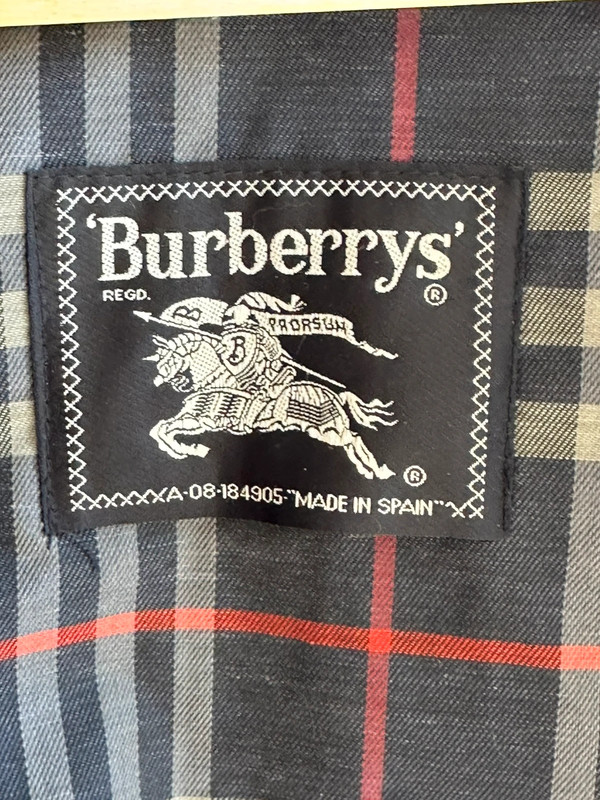 'Burberrys'
REGD.
®
B PRORSUM
B
®
A-08-184905-"MADE IN SPAIN"